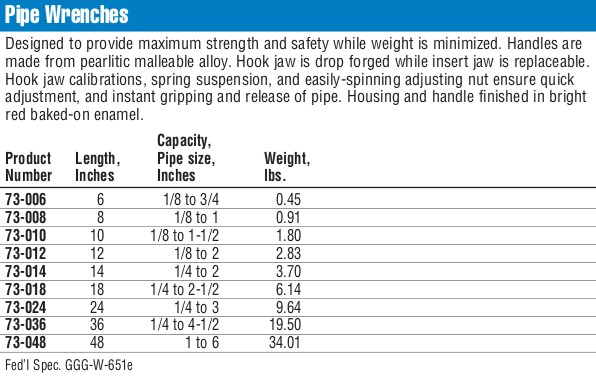 Pipe Wrenches
Designed to provide maximum strength and safety while weight is minimized. Handles are
made from pearlitic malleable alloy. Hook jaw is drop forged while insert jaw is replaceable.
Hook jaw calibrations, spring suspension, and easily-spinning adjusting nut ensure quick
adjustment, and instant gripping and release of pipe. Housing and handle finished in bright
red baked-on enamel.
Capacity,
Product Length, Pipe size, Weight,
Number Inches Inches lbs.
73-006 6 1/8 to 3/4 0.45
73-008 8 1/8 to 1 0.91
73-010 10 1/8 to 1-1/2 1.80
73-012 12 1/8 to 2 2.83
73-014 14 1/4 to 2 3.70
73-018 18 1/4 to 2-1/2 6.14
73-024 24 1/4 to 3 9.64
73-036 36 1/4 to 4-1/2 19.50
73-048 48 1 to 6 34.01
Fed'l Spec. GGG-W-651e